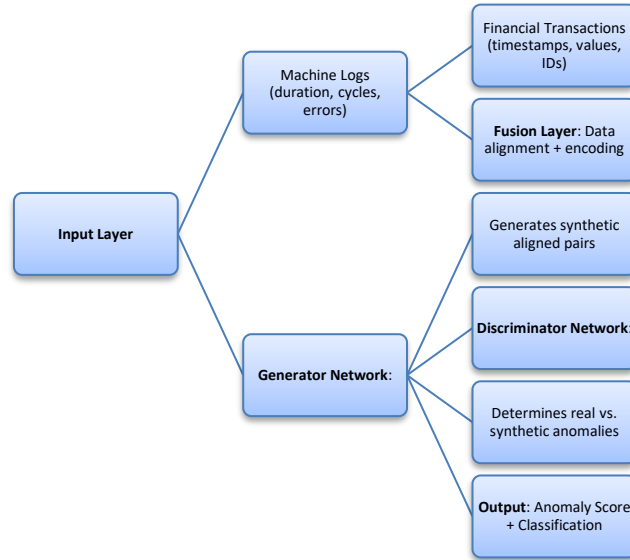 Financial Transactions
(timestamps, values,
IDs)
Machine Logs
(duration, cycles,
errors)
Fusion Layer: Data
alignment + encoding
Input Layer
Generates synthetic
aligned pairs
Discriminator Network:
Generator Network:
Determines real vs.
synthetic anomalies
Output: Anomaly Score
+ Classification